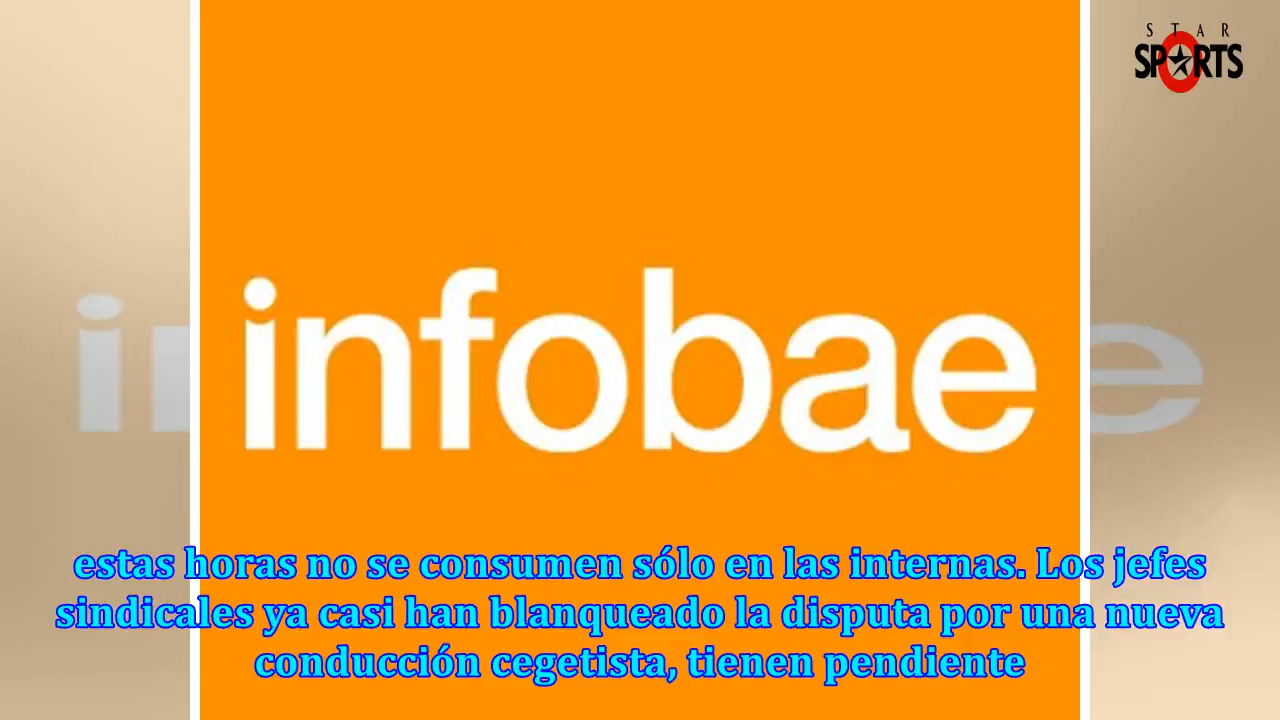 STAR
SPORTS
infobae
estas horas no se consumen sólo en las internas. Los jefes
sindicales ya casi han blanqueado la disputa por una nueva
conducción cegetista, tienen pendiente